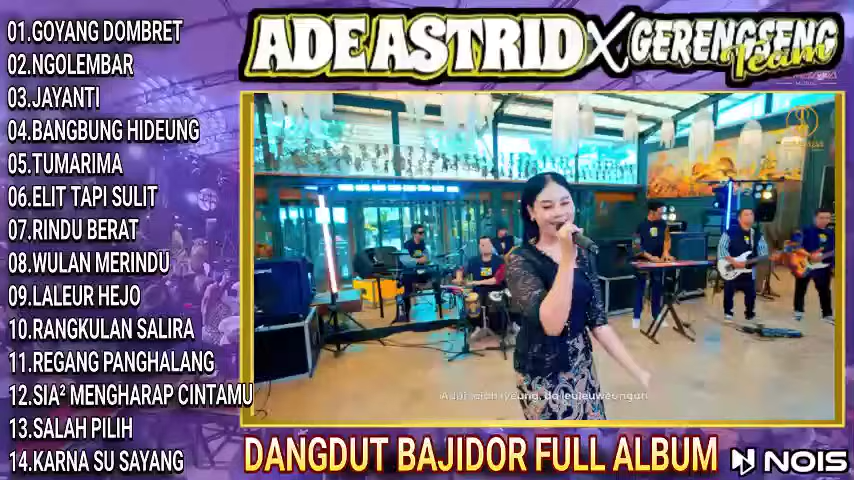 ADE ASTRID X GERENGSENG
Team
01.GOYANG DOMBRET
02.NGOLEMBAR
03.JAYANTI
04.BANGBUNG HIDEUNG
05.TUMARIMA
06.ELIT TAPI SULIT
07.RINDU BERAT
08.WULAN MERINDU
09.LALEUR HEJO
10.RANGKULAN SALIRA
11.REGANG PANGHALANG
12.SIA² MENGHARAP CINTAMU
13.SALAH PILIH
14.KARNA SU SAYANG
DANGDUT BAJIDOR FULL ALBUM
NOIS